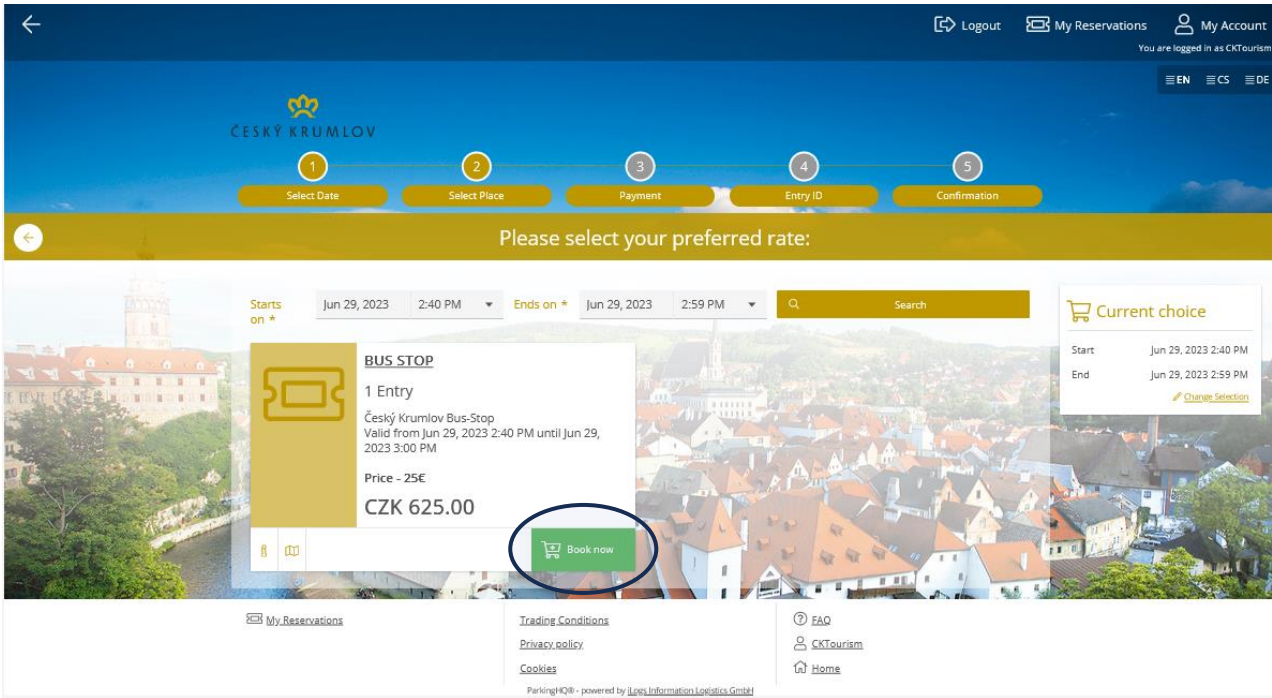 Logout
My Reservations
My Account
You are logged in as CKTourism
EN CS DE
ČESKÝ KRUMLOV
1 2 3 4 5
Select Date Select Place Payment Entry ID Confirmation
Please select your preferred rate:
Starts on * Jun 29, 2023 2:40 PM Ends on * Jun 29, 2023 2:59 PM Search
BUS STOP
1 Entry
Český Krumlov Bus-Stop
Valid from Jun 29, 2023 2:40 PM until Jun 29,
2023 3:00 PM
Price - 25€
CZK 625.00
Book now
Current choice
Start Jun 29, 2023 2:40 PM
End Jun 29, 2023 2:59 PM
Change Selection
My Reservations
Trading Conditions
Privacy policy
Cookies
FAQ
CKTourism
Home
ParkingHQ® - powered by iLogs Information Logistics GmbH